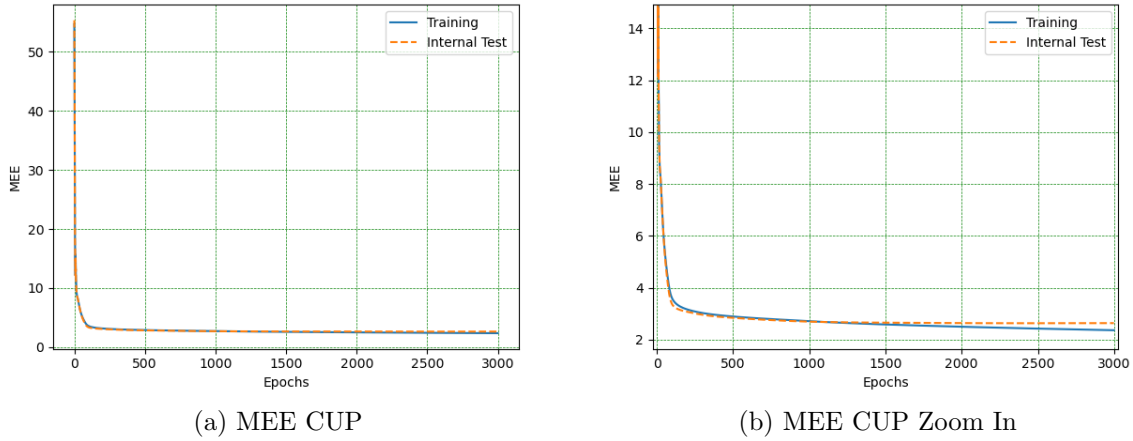 Training
Internal Test
50
40
30
20
10
0
MEE
0 500 1000 1500 2000 2500 3000
Epochs
(a) MEE CUP
Training
Internal Test
14
12
10
8
6
4
2
MEE
0 500 1000 1500 2000 2500 3000
Epochs
(b) MEE CUP Zoom In